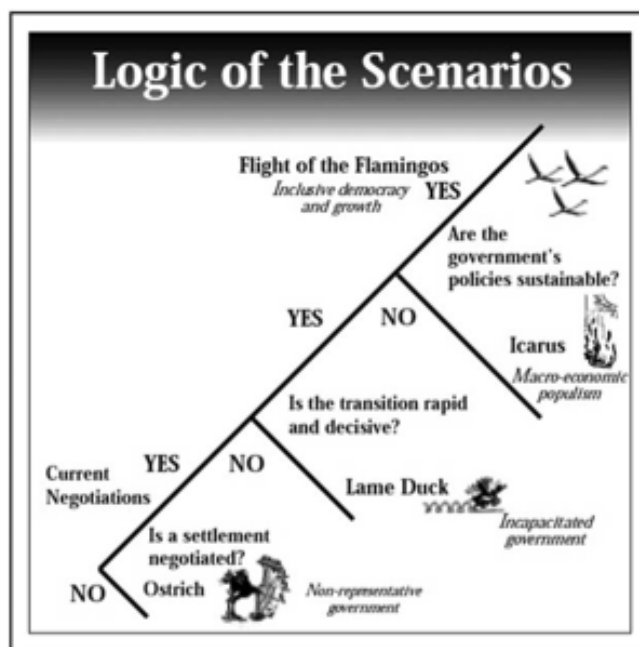 Logic of the Scenarios
Flight of the Flamingos
Inclusive democracy
and growth
YES
Are the
government's
policies sustainable?
YES
NO
Icarus
Macro-economic
populism
Is the transition rapid
and decisive?
Current
Negotiations
YES
NO
Lame Duck
Incapacitated
government
Is a settlement
negotiated?
NO
Ostrich
Non-representative
government